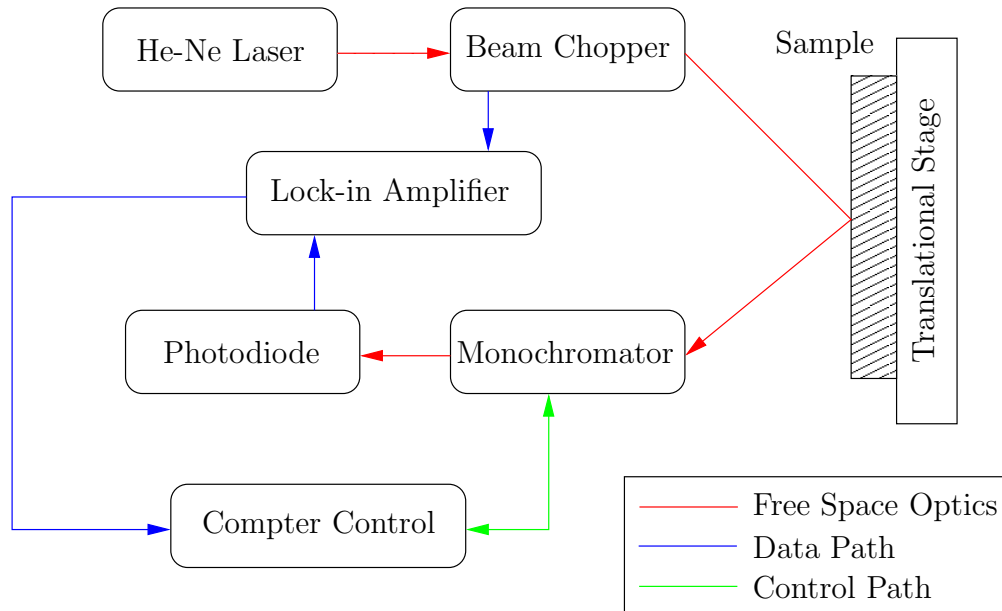 He-Ne Laser
Beam Chopper
Sample
Translational Stage
Lock-in Amplifier
Photodiode
Monochromator
Compter Control
Free Space Optics
Data Path
Control Path